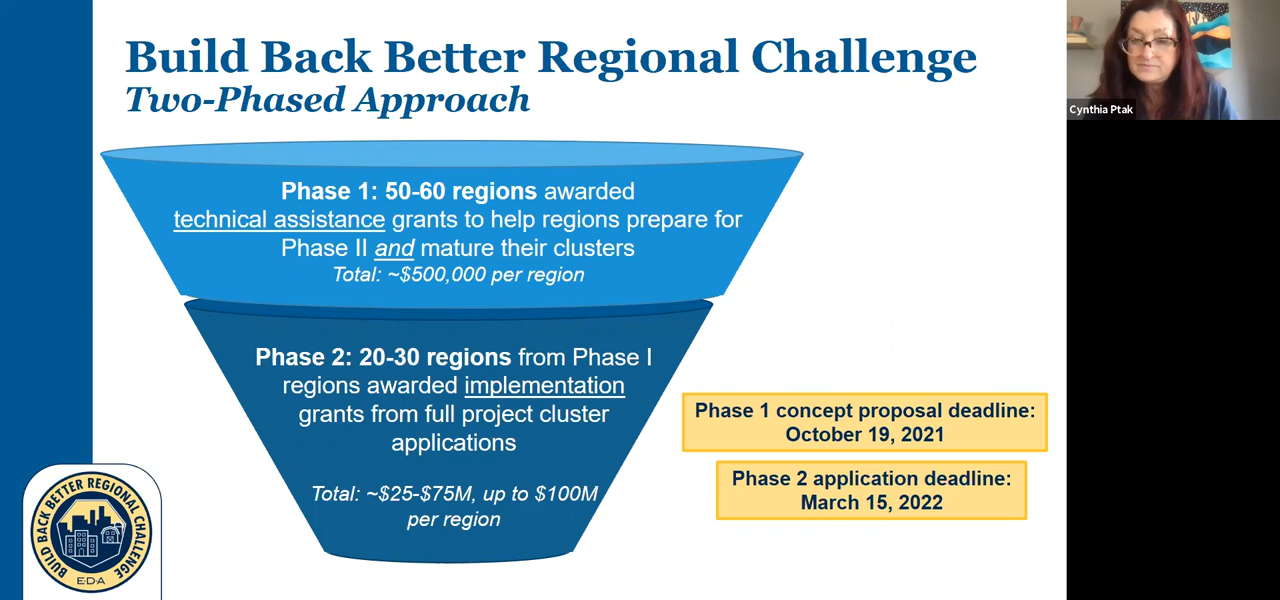 Build Back Better Regional Challenge
Two-Phased Approach
Phase 1: 50-60 regions awarded
technical assistance grants to help regions prepare for
Phase II and mature their clusters
Total: ~$500,000 per region
Phase 2: 20-30 regions from Phase I
regions awarded implementation
grants from full project cluster
applications
Total: ~$25-$75M, up to $100M
per region
Phase 1 concept proposal deadline:
October 19, 2021
Phase 2 application deadline:
March 15, 2022
BUILD BACK BETTER REGIONAL CHALLENGE
E·D·A
Cynthia Ptak